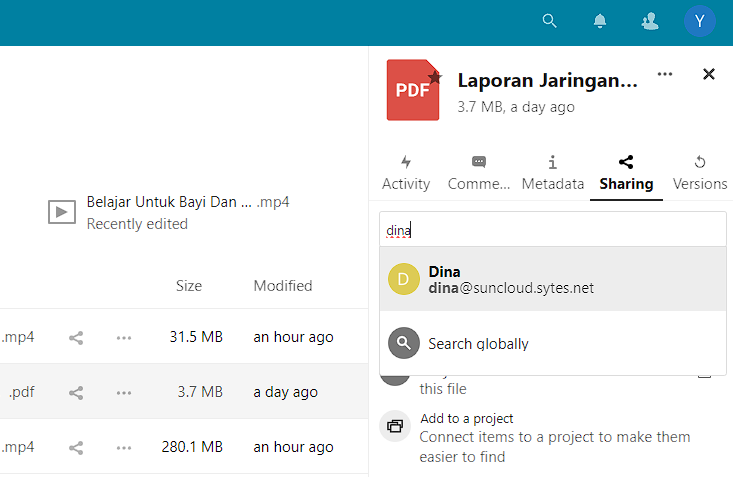 Y
PDF
Laporan Jaringan...
3.7 MB, a day ago
Activity
Comme...
Metadata
Sharing
Versions
Belajar Untuk Bayi Dan ... .mp4
Recently edited
dina
D
Dina
dina@suncloud.sytes.net
Search globally
Size Modified
.mp4 31.5 MB an hour ago
.pdf 3.7 MB a day ago
.mp4 280.1 MB an hour ago
this file
Add to a project
Connect items to a project to make them
easier to find